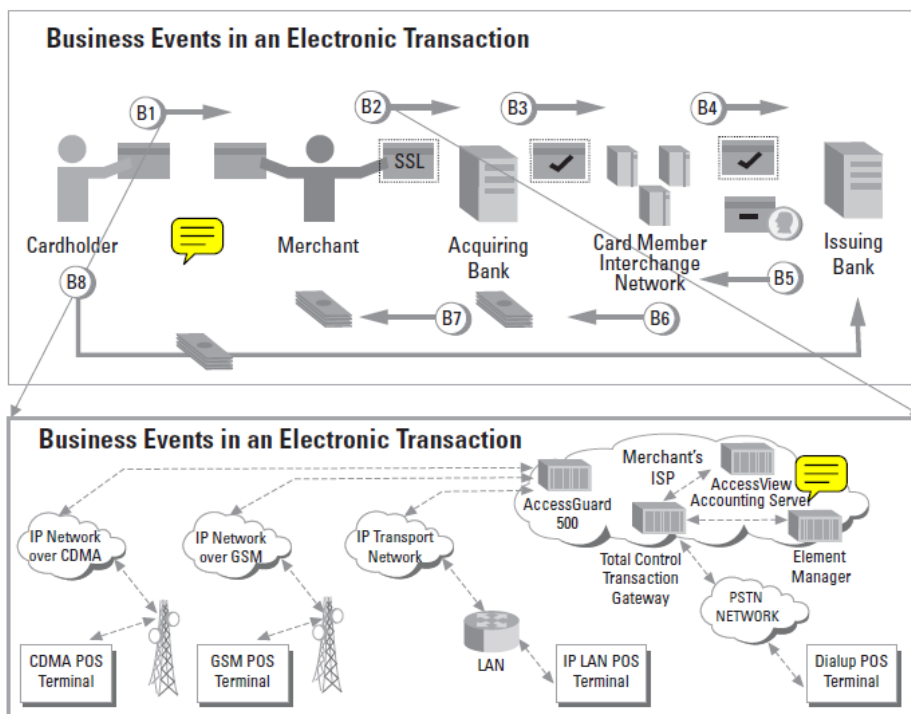 Business Events in an Electronic Transaction
B1
B2
B3
B4
SSL
Cardholder
Merchant
Acquiring
Bank
Card Member
Interchange
Network
Issuing
Bank
B5
B8
B7
B6
Business Events in an Electronic Transaction
Merchant's
ISP
AccessGuard
500
AccessView
Accounting Server
IP Network
over CDMA
IP Network
over GSM
IP Transport
Network
Total Control
Transaction
Gateway
Element
Manager
PSTN
NETWORK
CDMA POS
Terminal
GSM POS
Terminal
LAN
IP LAN POS
Terminal
Dialup POS
Terminal